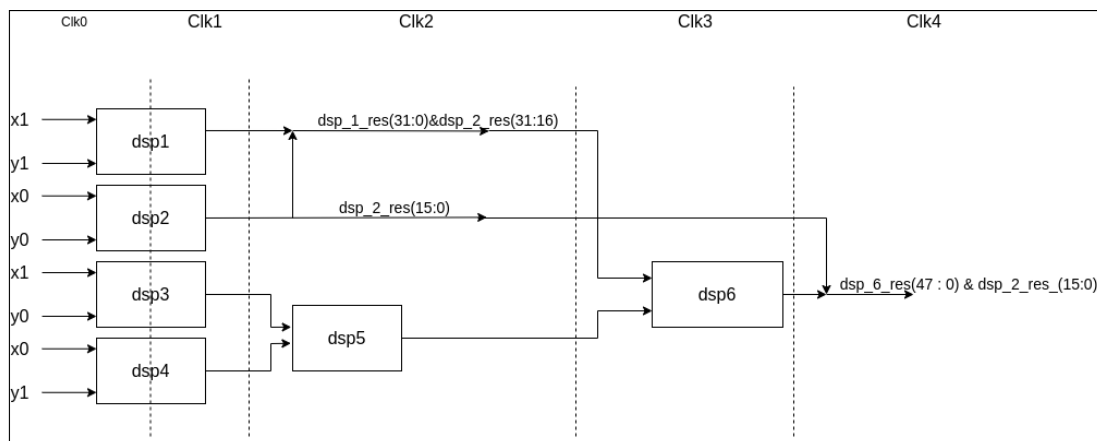 Clk0
Clk1
Clk2
Clk3
Clk4
x1
y1
dsp1
dsp_1_res(31:0)&dsp_2_res(31:16)
x0
y0
dsp2
dsp_2_res(15:0)
x1
y0
dsp3
dsp6
dsp_6_res(47 : 0) & dsp_2_res_(15:0)
x0
y1
dsp4
dsp5